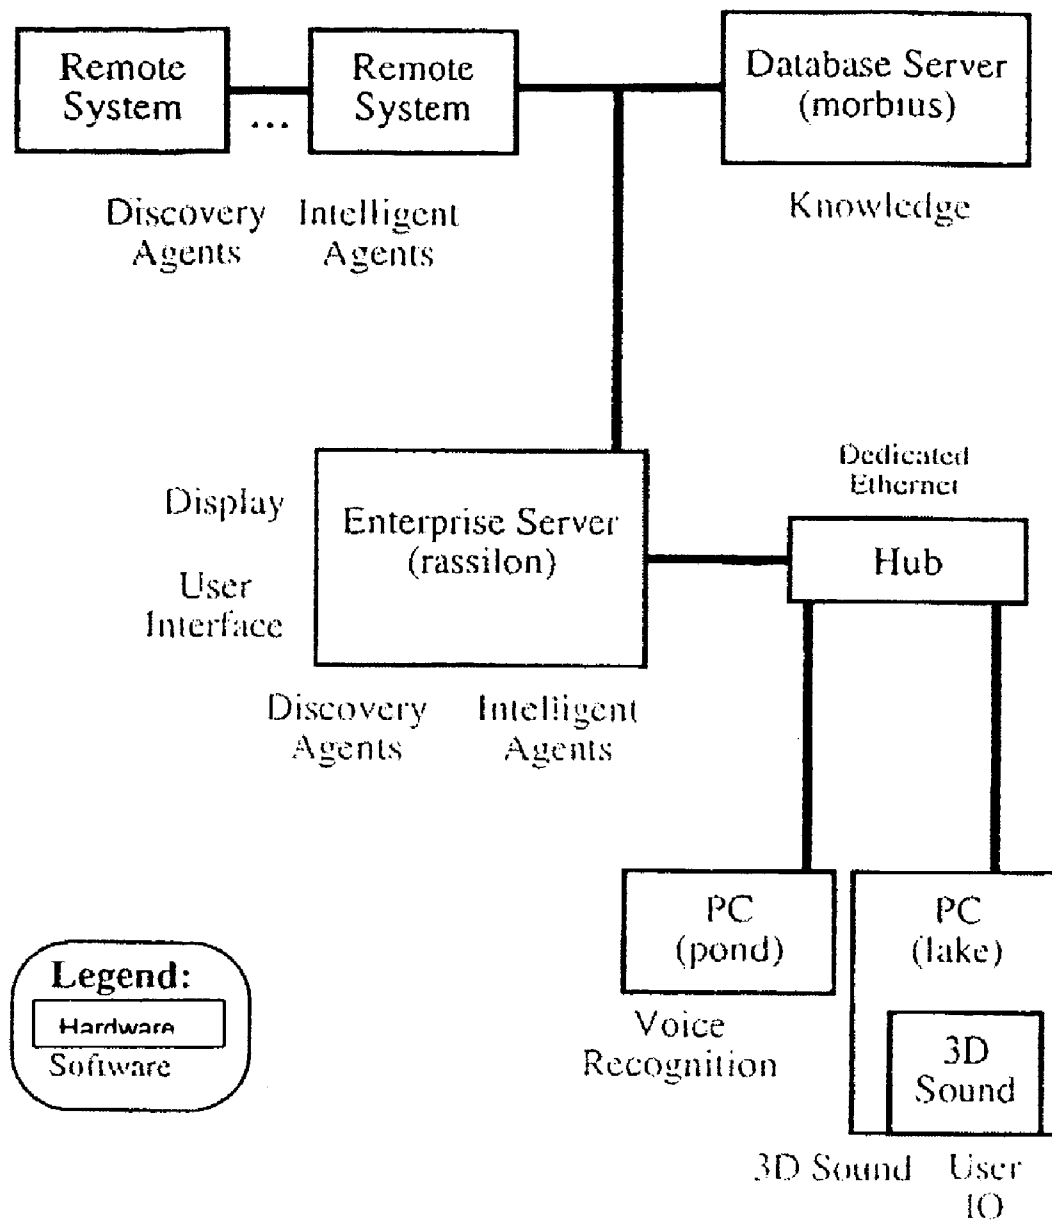 Remote
System
...
Remote
System
Database Server
(morbius)
Discovery
Agents
Intelligent
Agents
Knowledge
Display
User
Interface
Enterprise Server
(rassilon)
Dedicated
Ethernet
Hub
Discovery
Agents
Intelligent
Agents
PC
(pond)
PC
(lake)
Voice
Recognition
3D
Sound
3D Sound
User
IO
Legend:
Hardware
Software